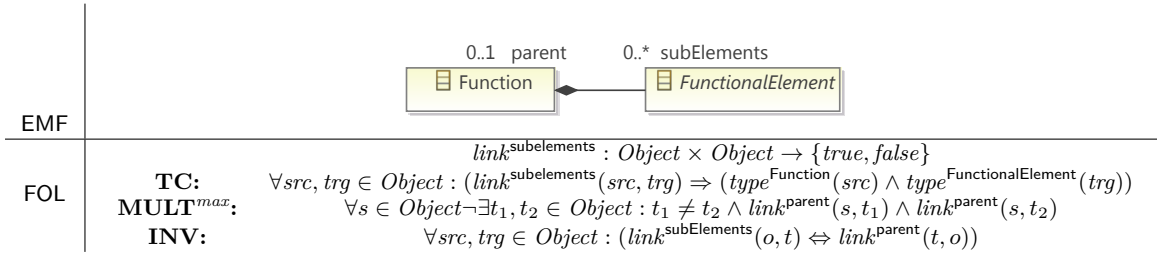 0..1 parent 0..* subElements
Function FunctionalElement
EMF
link^subelements : Object × Object → {true, false}
FOL
TC: ∀src, trg ∈ Object : (link^subelements(src, trg) ⇒ (type^Function(src) ∧ type^FunctionalElement(trg))
MULT^max: ∀s ∈ Object¬∃t₁, t₂ ∈ Object : t₁ ≠ t₂ ∧ link^parent(s, t₁) ∧ link^parent(s, t₂)
INV: ∀src, trg ∈ Object : (link^subElements(o, t) ⇔ link^parent(t, o))